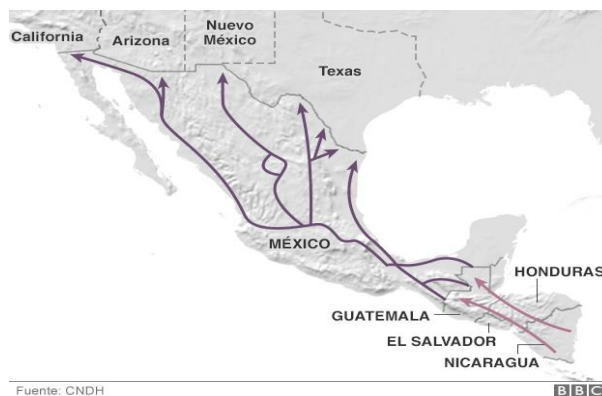 California
Arizona
Nuevo
México
Texas
MÉXICO
HONDURAS
GUATEMALA
EL SALVADOR
NICARAGUA
Fuente: CNDH
BBC